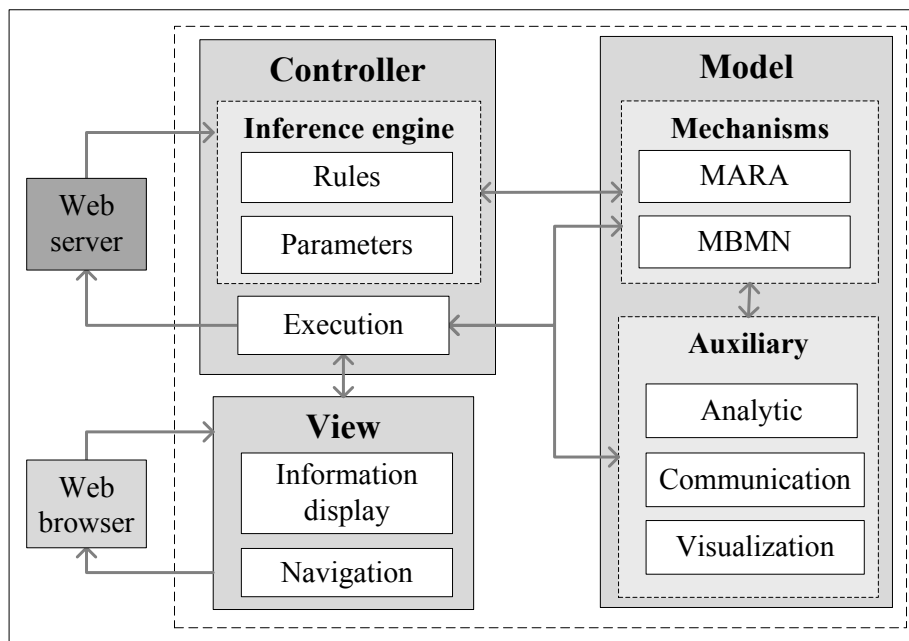 Controller
Inference engine
Rules
Parameters
Execution
Web
server
View
Information
display
Navigation
Web
browser
Model
Mechanisms
MARA
MBMN
Auxiliary
Analytic
Communication
Visualization